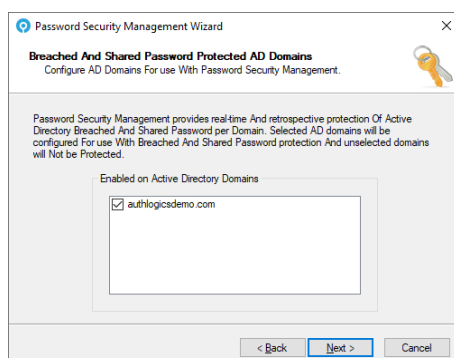 Password Security Management Wizard
Breached And Shared Password Protected AD Domains
Configure AD Domains For use With Password Security Management.
Password Security Management provides real-time And retrospective protection Of Active
Directory Breached And Shared Password per Domain. Selected AD domains will be
configured For use With Breached And Shared Password protection And unselected domains
will Not be Protected.
Enabled on Active Directory Domains
authlogicsdemo.com
< Back
Next >
Cancel